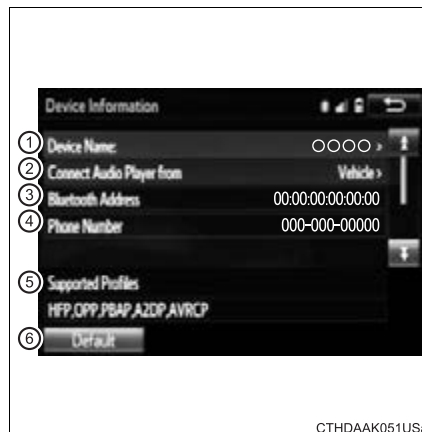 Device Information
① Device Name: ○○○○ >
② Connect Audio Player from Vehicle >
③ Bluetooth Address 00:00:00:00:00:00
④ Phone Number 000-000-00000
⑤ Supported Profiles
HFP,OPP,PBAP,A2DP,AVRCP
⑥ Default
CTHDAAK051USa